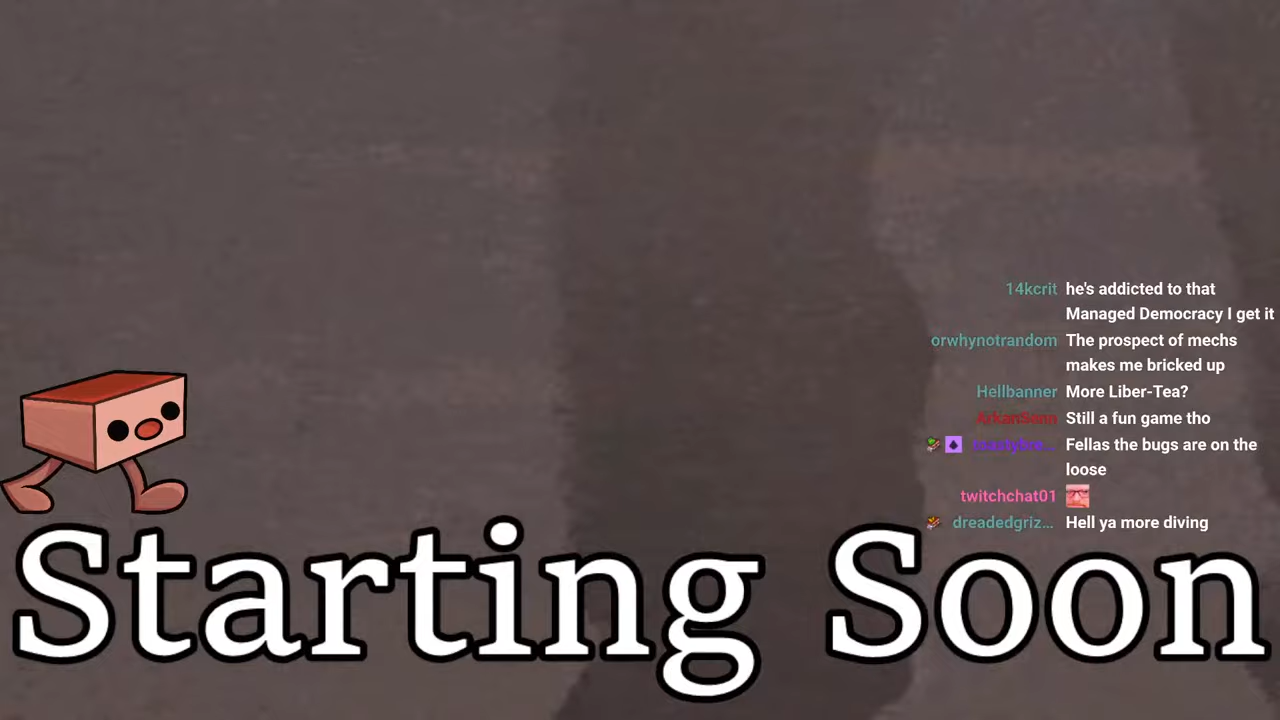 14kcrit he's addicted to that
Managed Democracy I get it
orwhynotrandom The prospect of mechs
makes me bricked up
Hellbanner More Liber-Tea?
ArkanSenn Still a fun game tho
Fellas the bugs are on the
loose
twitchchat01
dreadedgriz... Hell ya more diving
Starting Soon